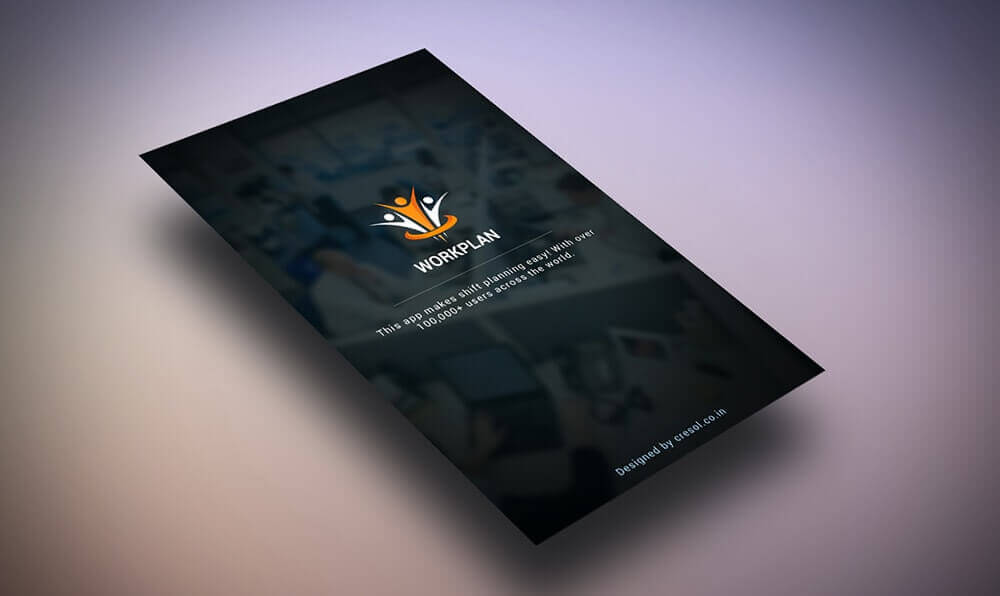 WORKPLAN
This app makes shift planning easy! With over
100,000+ users across the world.
Designed by cresol.co.in